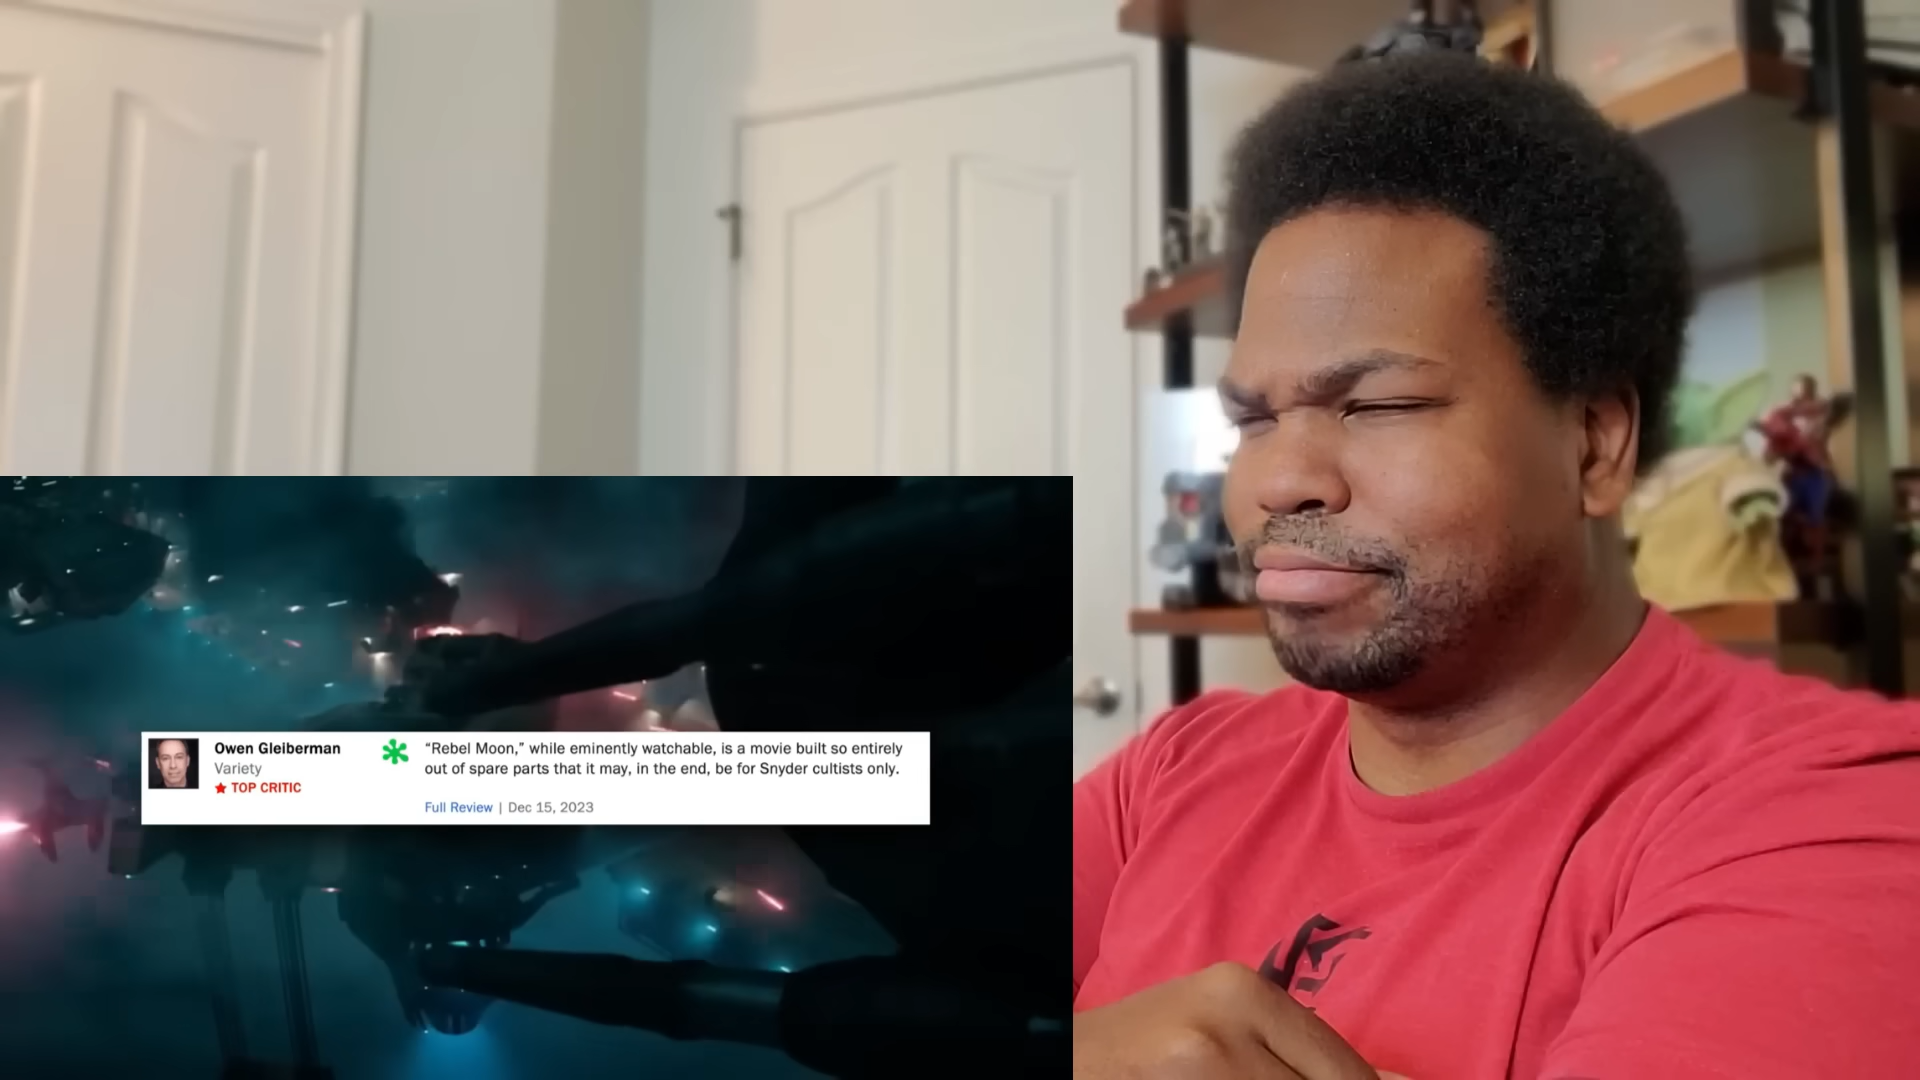 Owen Gleiberman
Variety
TOP CRITIC
“Rebel Moon,” while eminently watchable, is a movie built so entirely
out of spare parts that it may, in the end, be for Snyder cultists only.
Full Review | Dec 15, 2023